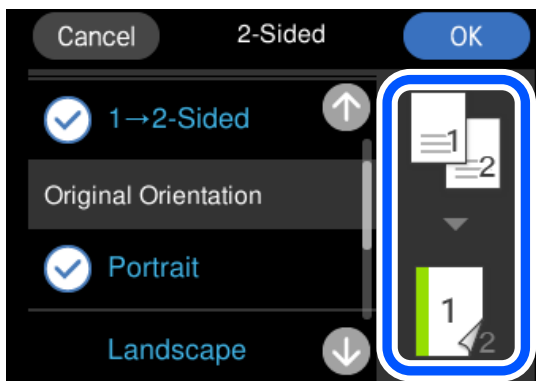 Cancel 2-Sided OK
1→2-Sided
Original Orientation
Portrait
Landscape
1
2
1
2